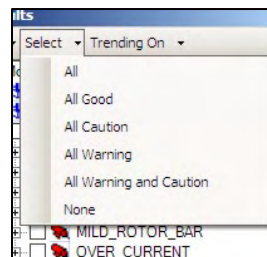 ults
Select Trending On
All
All Good
All Caution
All Warning
All Warning and Caution
None
MILD_ROTOR_BAR
OVER_CURRENT